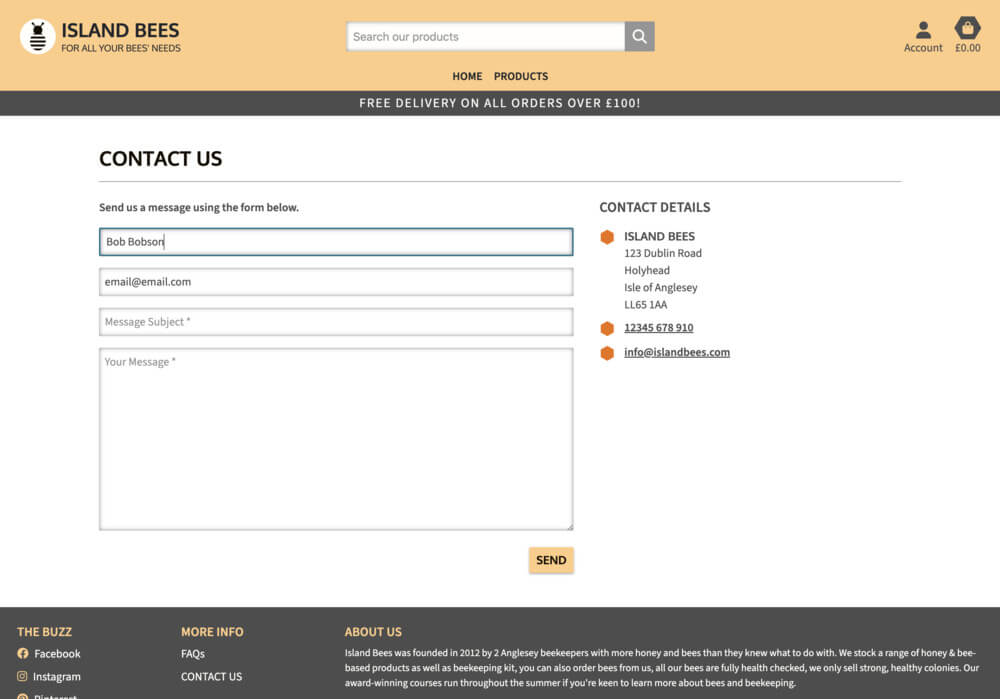 ISLAND BEES
FOR ALL YOUR BEES' NEEDS
Search our products
Account
£0.00
HOME PRODUCTS
FREE DELIVERY ON ALL ORDERS OVER £100!
CONTACT US
Send us a message using the form below.
Bob Bobson
email@email.com
Message Subject *
Your Message *
SEND
CONTACT DETAILS
ISLAND BEES
123 Dublin Road
Holyhead
Isle of Anglesey
LL65 1AA
12345 678 910
info@islandbees.com
THE BUZZ
Facebook
Instagram
Pinterest
MORE INFO
FAQs
CONTACT US
ABOUT US
Island Bees was founded in 2012 by 2 Anglesey beekeepers with more honey and bees than they knew what to do with. We stock a range of honey & bee-
based products as well as beekeeping kit, you can also order bees from us, all our bees are fully health checked, we only sell strong, healthy colonies. Our
award-winning courses run throughout the summer if you're keen to learn more about bees and beekeeping.